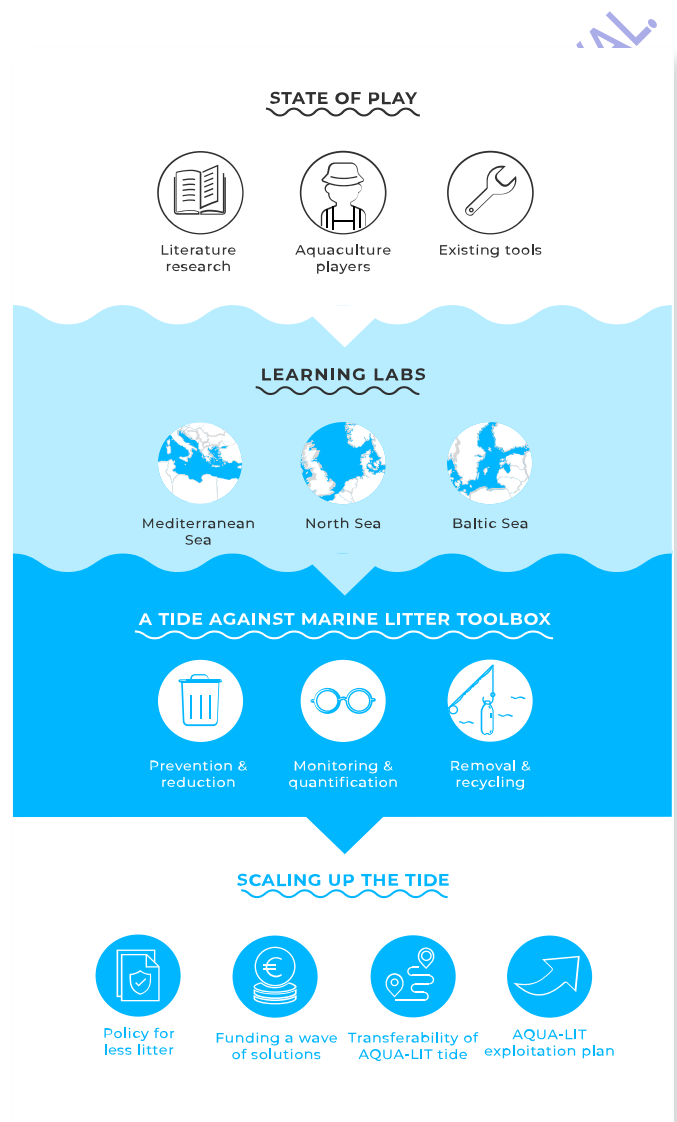 STATE OF PLAY
Literature
research
Aquaculture
players
Existing tools
LEARNING LABS
Mediterranean
Sea
North Sea
Baltic Sea
A TIDE AGAINST MARINE LITTER TOOLBOX
Prevention &
reduction
Monitoring &
quantification
Removal &
recycling
SCALING UP THE TIDE
Policy for
less litter
Funding a wave
of solutions
Transferability of
AQUA-LIT tide
AQUA-LIT
exploitation plan